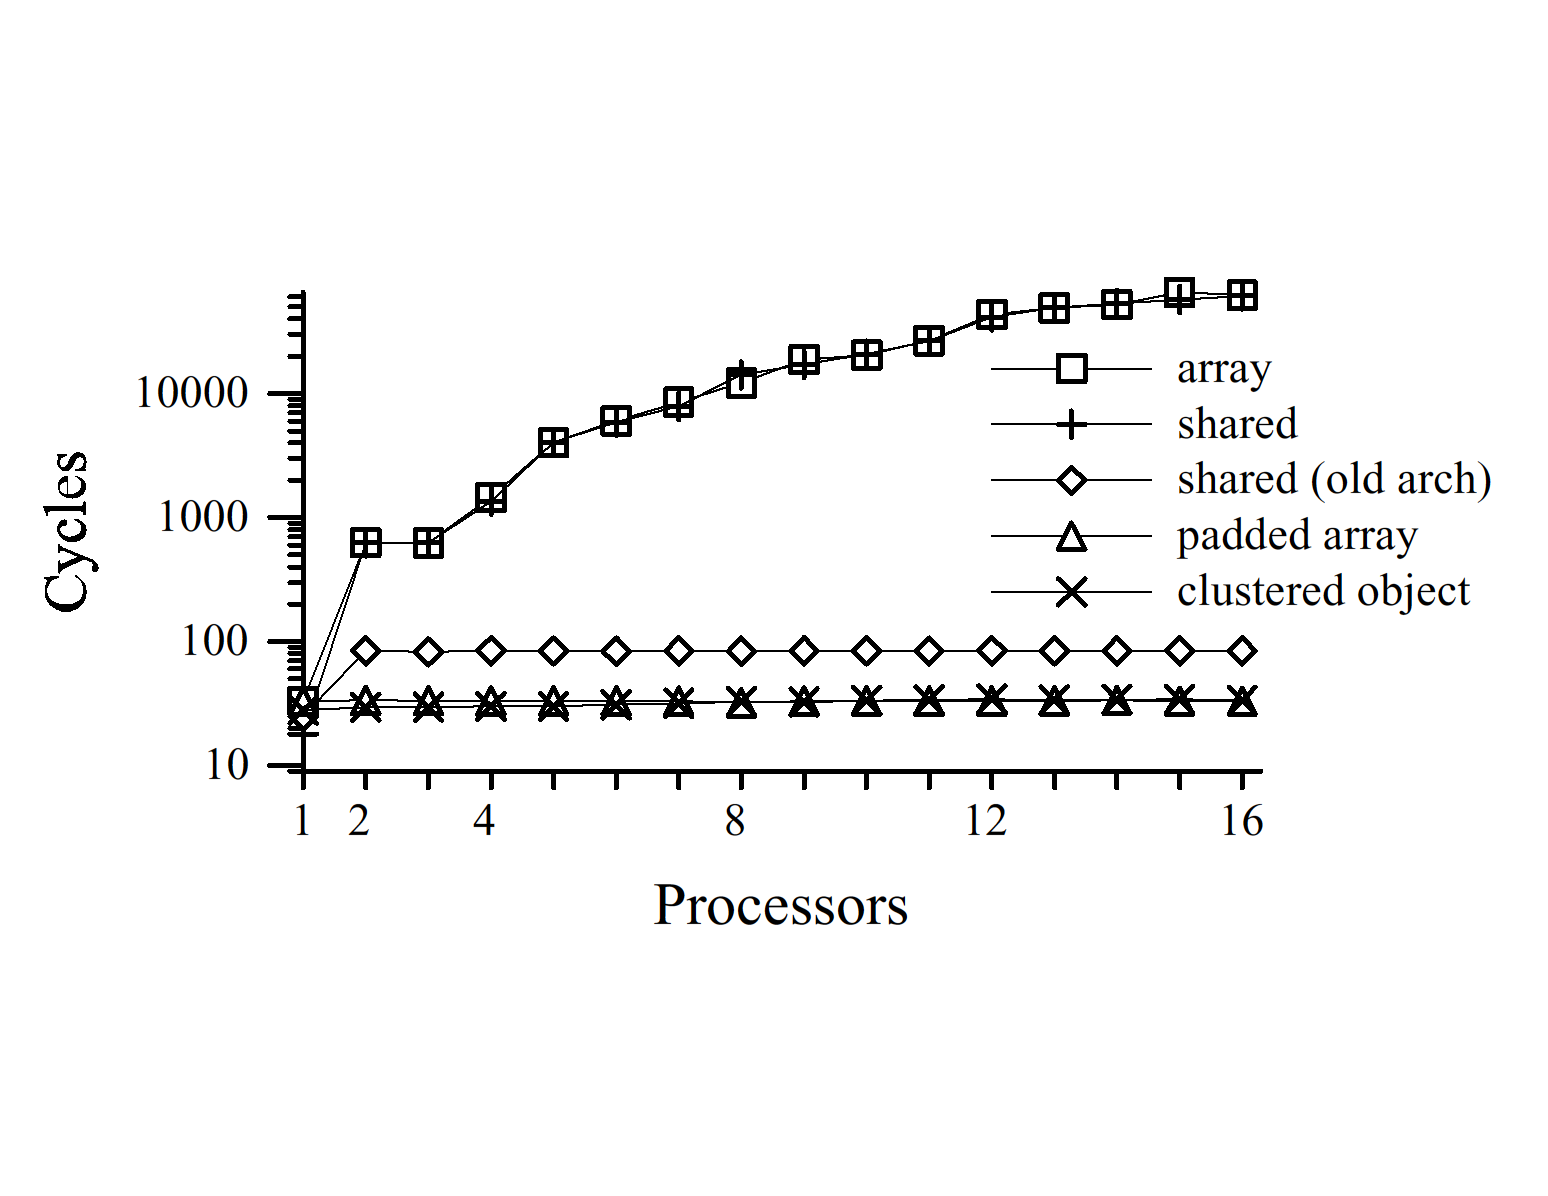 Cycles
10000
1000
100
10
1 2 4 8 12 16
Processors
array
shared
shared (old arch)
padded array
clustered object